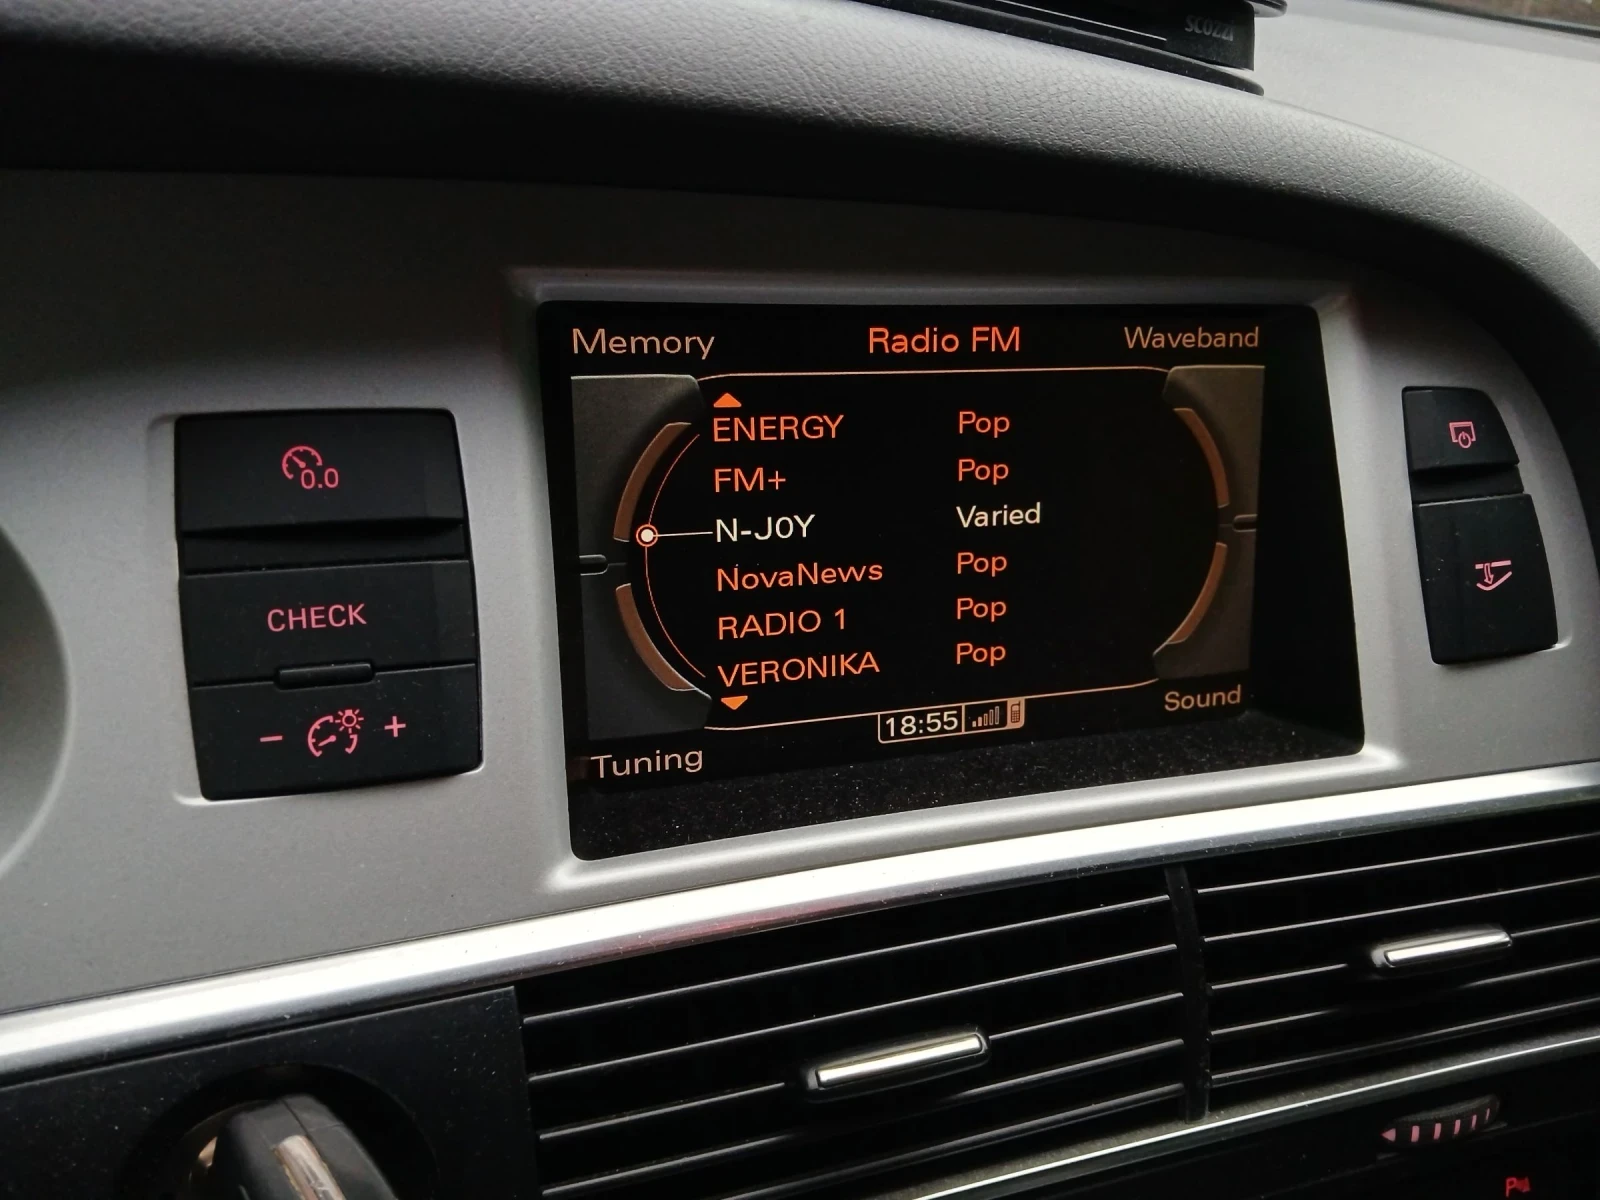 SCOZZI
Memory Radio FM Waveband
ENERGY Pop
FM+ Pop
N-J0Y Varied
NovaNews Pop
RADIO 1 Pop
VERONIKA Pop
18:55
Sound
Tuning
0.0
CHECK
- +